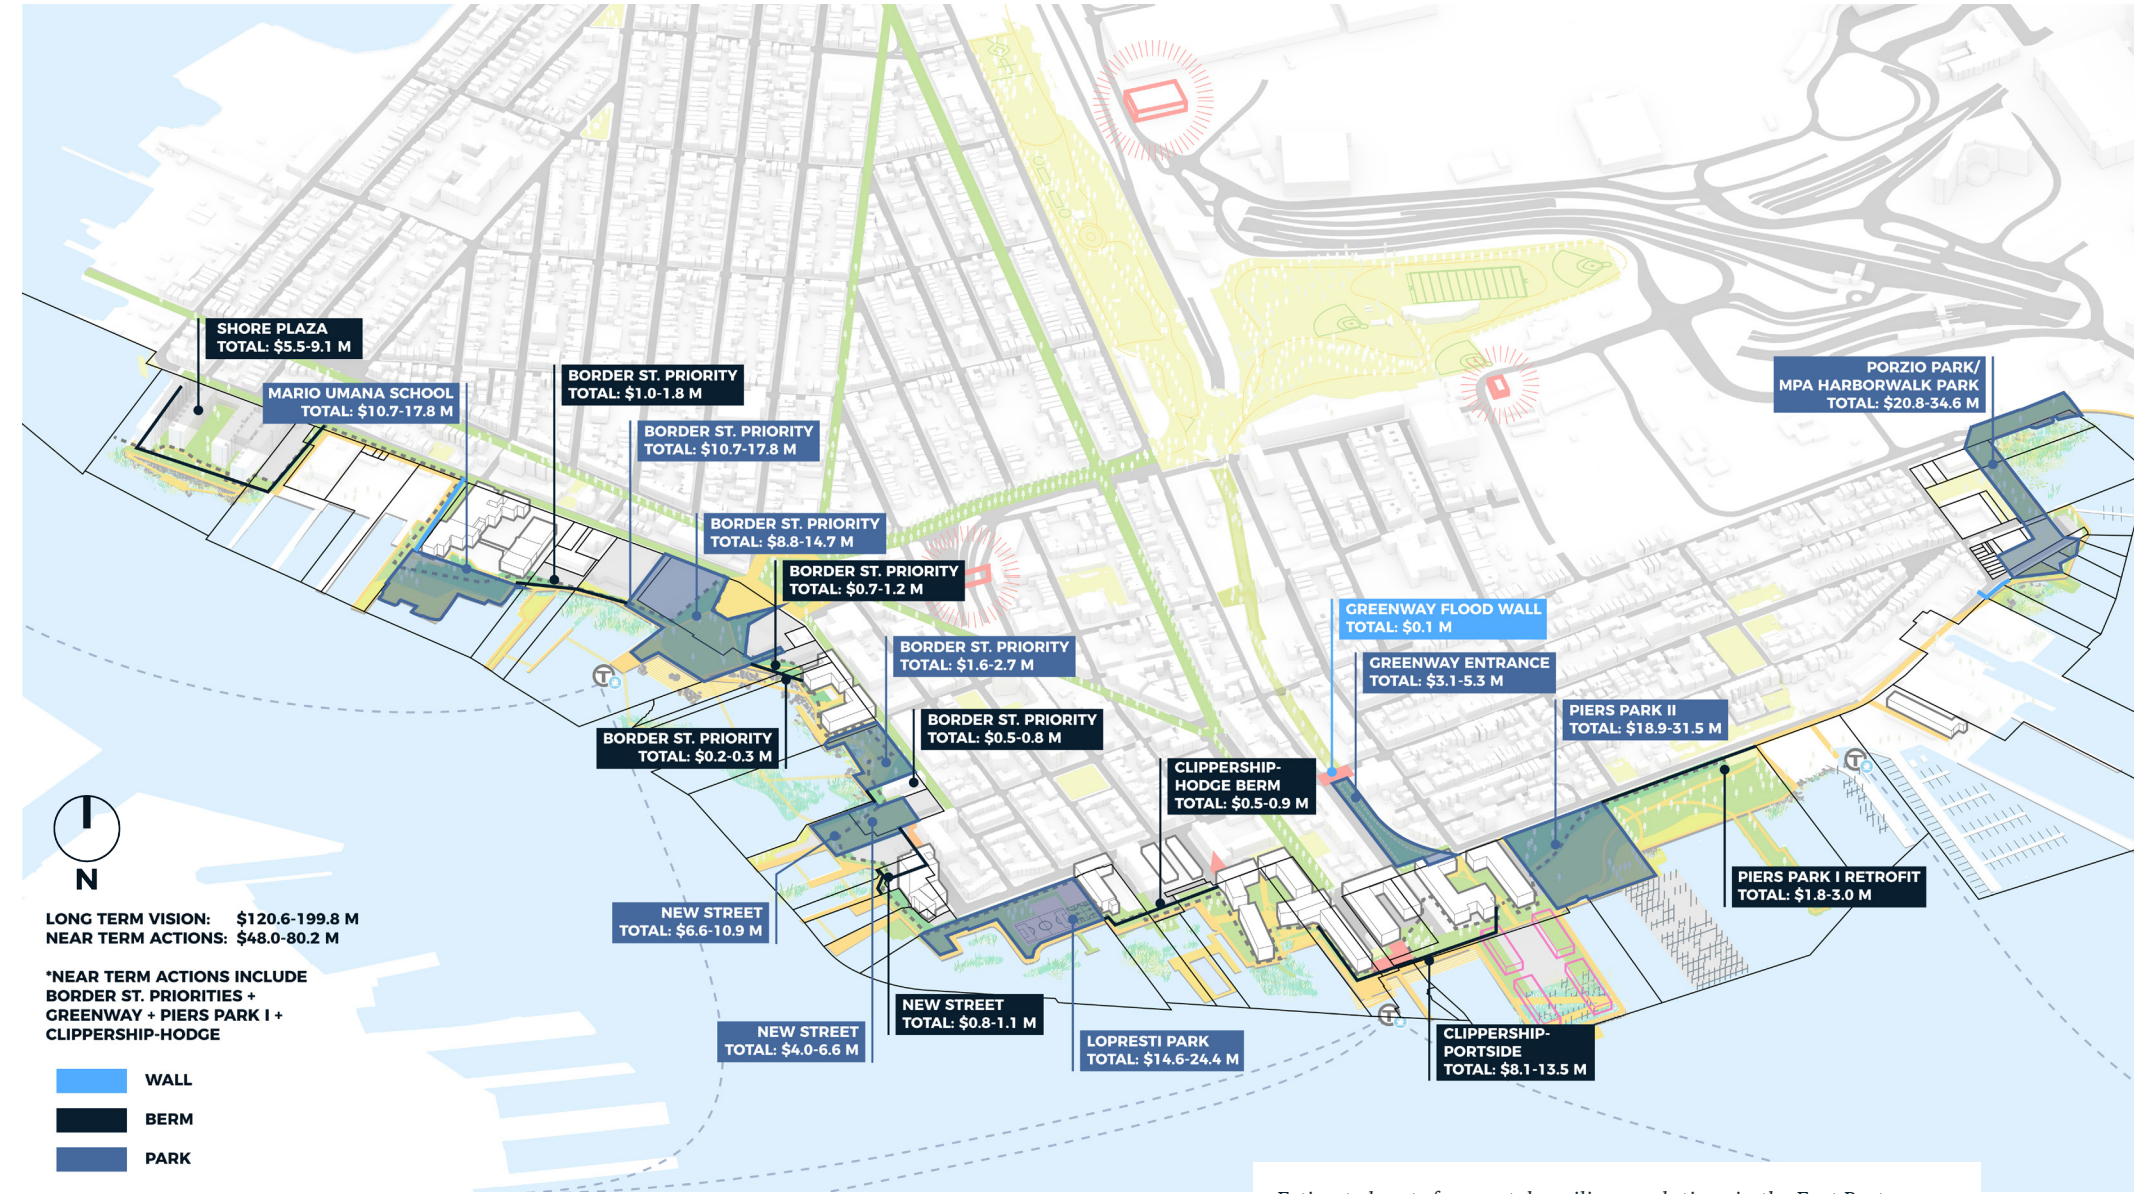 SHORE PLAZA
TOTAL: $5.5-9.1 M
MARIO UMANA SCHOOL
TOTAL: $10.7-17.8 M
BORDER ST. PRIORITY
TOTAL: $1.0-1.8 M
BORDER ST. PRIORITY
TOTAL: $10.7-17.8 M
BORDER ST. PRIORITY
TOTAL: $8.8-14.7 M
BORDER ST. PRIORITY
TOTAL: $0.7-1.2 M
BORDER ST. PRIORITY
TOTAL: $1.6-2.7 M
BORDER ST. PRIORITY
TOTAL: $0.5-0.8 M
BORDER ST. PRIORITY
TOTAL: $0.2-0.3 M
PORZIO PARK/
MPA HARBORWALK PARK
TOTAL: $20.8-34.6 M
GREENWAY FLOOD WALL
TOTAL: $0.1 M
GREENWAY ENTRANCE
TOTAL: $3.1-5.3 M
PIERS PARK II
TOTAL: $18.9-31.5 M
CLIPPERSHIP-
HODGE BERM
TOTAL: $0.5-0.9 M
PIERS PARK I RETROFIT
TOTAL: $1.8-3.0 M
NEW STREET
TOTAL: $6.6-10.9 M
NEW STREET
TOTAL: $0.8-1.1 M
NEW STREET
TOTAL: $4.0-6.6 M
LOPRESTI PARK
TOTAL: $14.6-24.4 M
CLIPPERSHIP-
PORTSIDE
TOTAL: $8.1-13.5 M
T
T
T
N
LONG TERM VISION: $120.6-199.8 M
NEAR TERM ACTIONS: $48.0-80.2 M
*NEAR TERM ACTIONS INCLUDE
BORDER ST. PRIORITIES +
GREENWAY + PIERS PARK I +
CLIPPERSHIP-HODGE
WALL
BERM
PARK